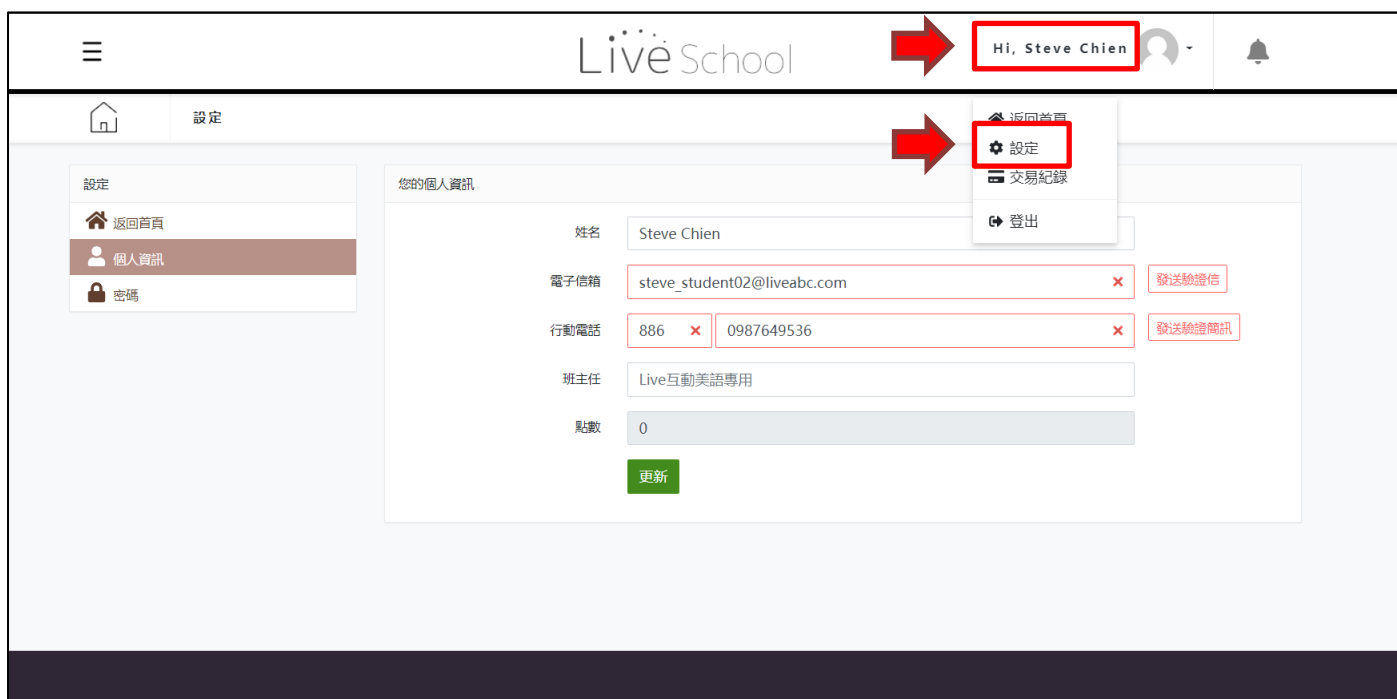 Live School
Hi, Steve Chien
設定
返回首頁
設定
交易紀錄
登出
設定
返回首頁
個人資訊
密碼
您的個人資訊
姓名 Steve Chien
電子信箱 steve_student02@liveabc.com 發送驗證信
行動電話 886 0987649536 發送驗證簡訊
班主任 Live互動美語專用
點數 0
更新